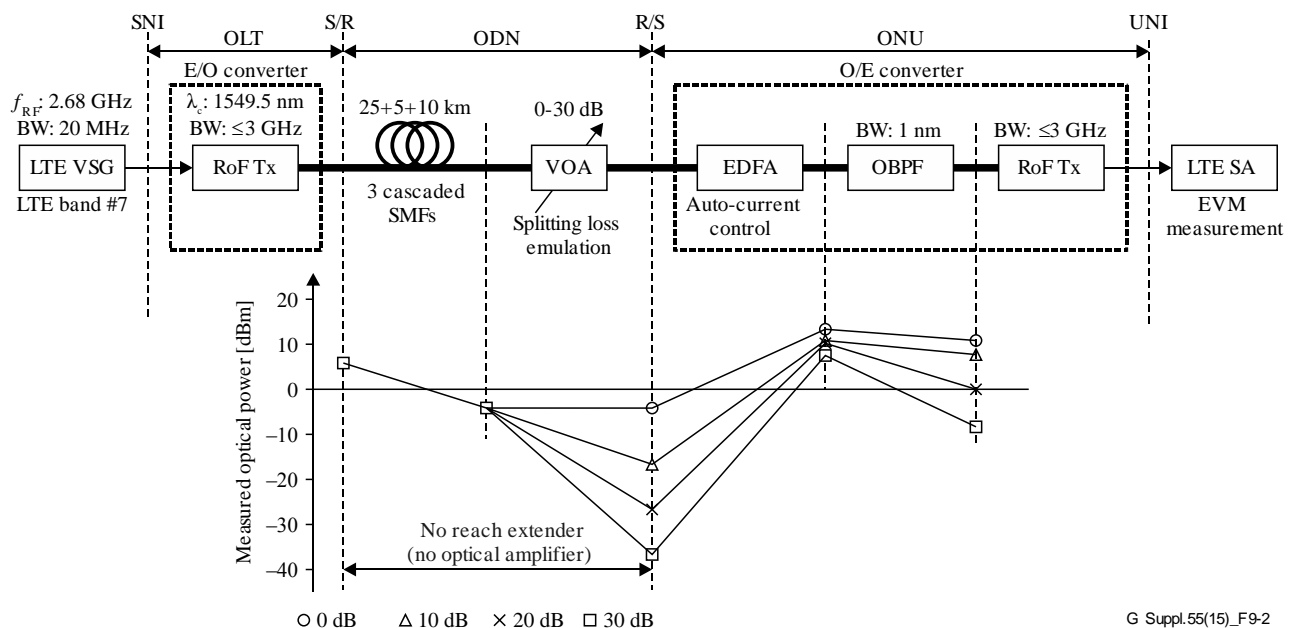 SNI
S/R
R/S
UNI
OLT
ODN
ONU
E/O converter
O/E converter
f RF: 2.68 GHz
BW: 20 MHz
λc: 1549.5 nm
BW: ≤3 GHz
25+5+10 km
0-30 dB
BW: 1 nm
BW: ≤3 GHz
LTE VSG
RoF Tx
VOA
EDFA
OBPF
RoF Tx
LTE SA
LTE band #7
3 cascaded
SMFs
Splitting loss
emulation
Auto-current
control
EVM
measurement
Measured optical power [dBm]
20
10
0
–10
–20
–30
–40
No reach extender
(no optical amplifier)
0 dB
10 dB
20 dB
30 dB
G Suppl.55(15)_F9-2